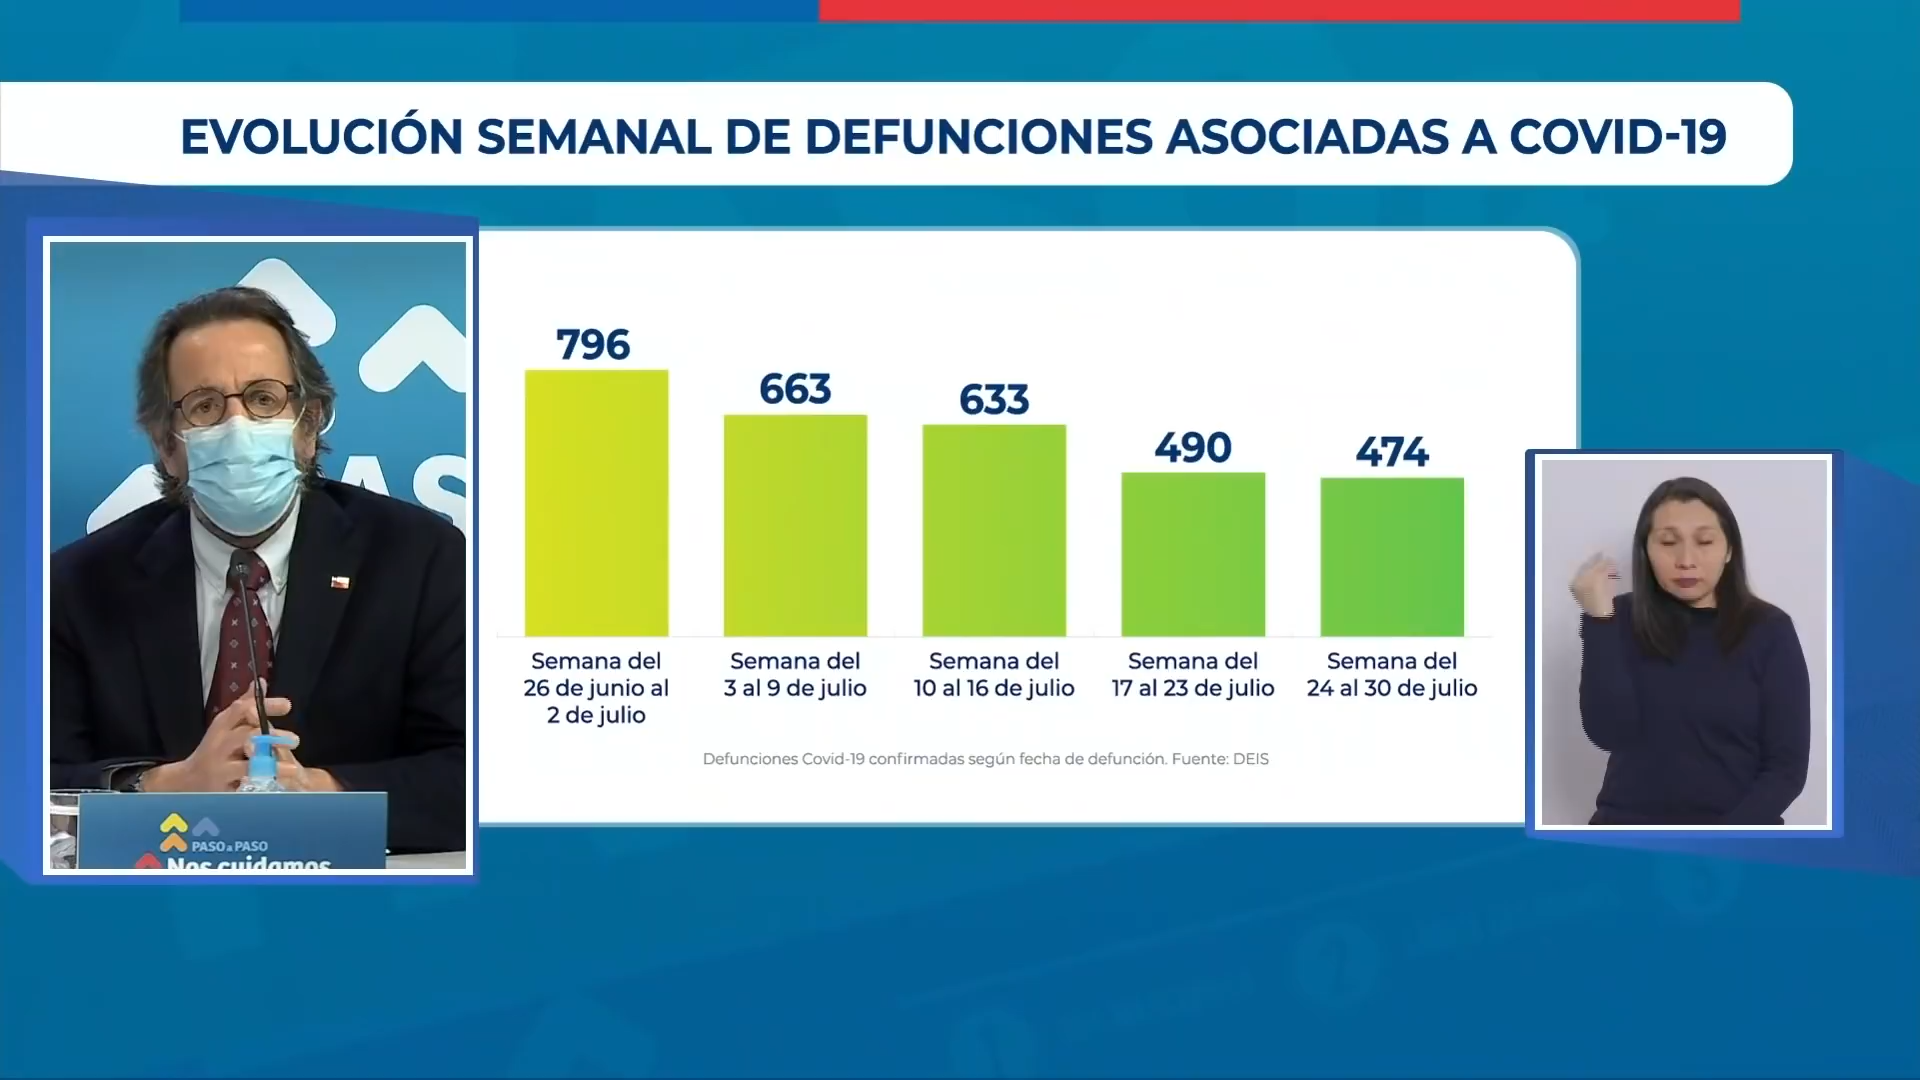 EVOLUCIÓN SEMANAL DE DEFUNCIONES ASOCIADAS A COVID-19
796
663
633
490
474
Semana del
26 de junio al
2 de julio
Semana del
3 al 9 de julio
Semana del
10 al 16 de julio
Semana del
17 al 23 de julio
Semana del
24 al 30 de julio
Defunciones Covid-19 confirmadas según fecha de defunción. Fuente: DEIS
PASO a PASO
Nos cuidamos